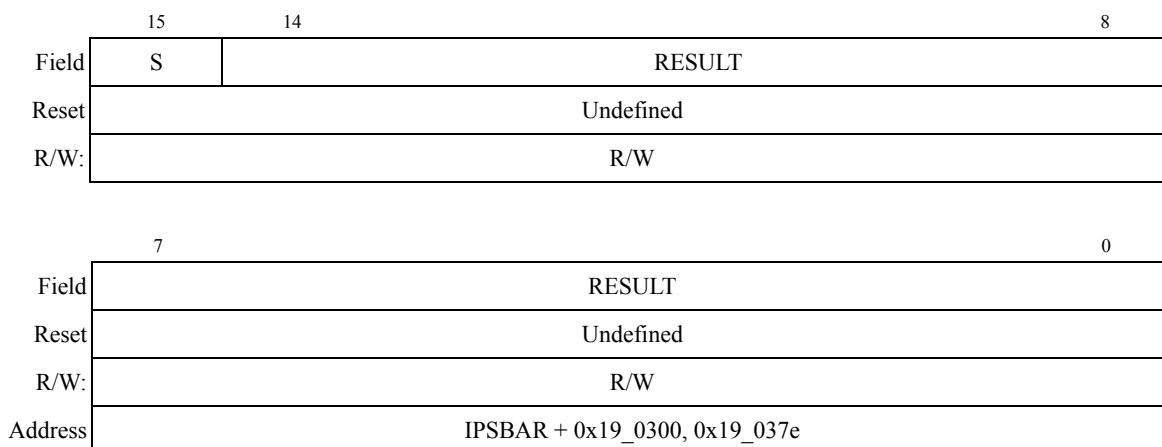 15 14 8
Field S RESULT
Reset Undefined
R/W: R/W
7 0
Field RESULT
Reset Undefined
R/W: R/W
Address IPSBAR + 0x19_0300, 0x19_037e